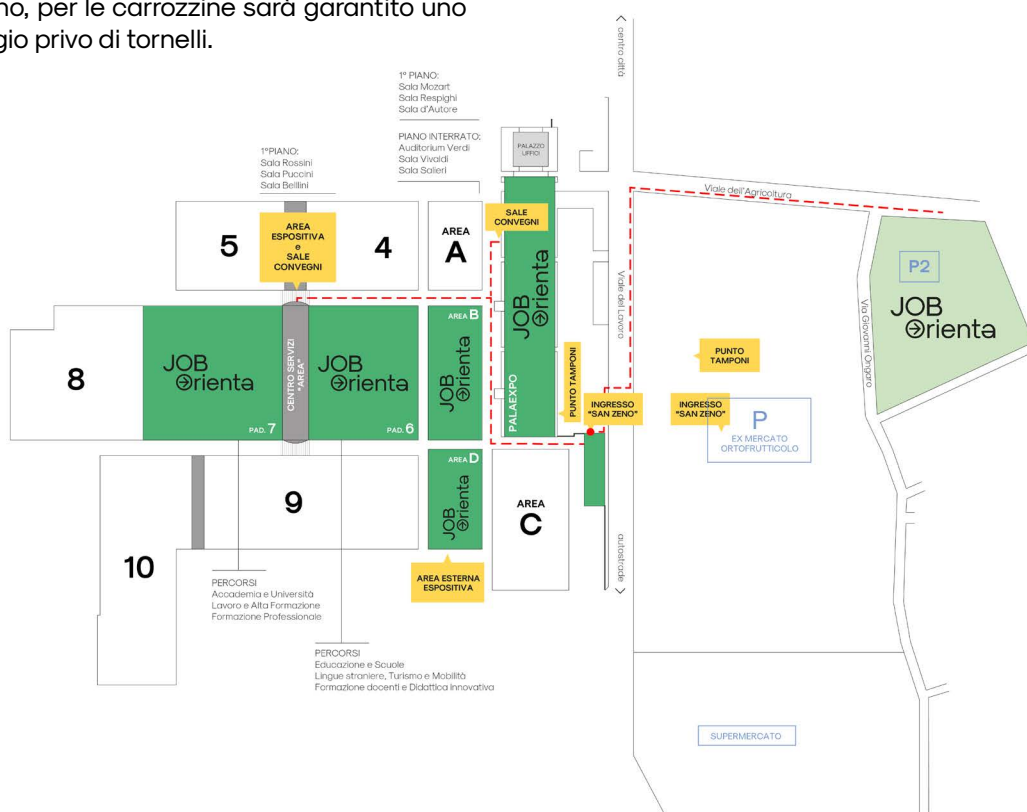 no, per le carrozzine sarà garantito uno
gio privo di tornelli.
centro città
1° PIANO:
Sala Mozart
Sala Respighi
Sala d'Autore
PIANO INTERRATO:
Auditorium Verdi
Sala Vivaldi
Sala Salieri
1°PIANO:
Sala Rossini
Sala Puccini
Sala Belllini
PALAZZO
UFFICI
Viale dell'Agricoltura
5
AREA
ESPOSITIVA
e
SALE
CONVEGNI
4
AREA
A
SALE
CONVEGNI
JOB
Orienta
PALAEXPO
Viale del Lavoro
P2
JOB
Orienta
Via Giovanni Ongaro
8
JOB
Orienta
PAD. 7
CENTRO SERVIZI
"AREA"
JOB
Orienta
PAD. 6
AREA B
JOB
Orienta
PUNTO TAMPONI
PUNTO
TAMPONI
INGRESSO
"SAN ZENO"
INGRESSO
"SAN ZENO"
P
EX MERCATO
ORTOFRUTTICOLO
9
10
AREA D
JOB
Orienta
AREA
C
autostrade
AREA ESTERNA
ESPOSITIVA
PERCORSI
Accademia e Università
Lavoro e Alta Formazione
Formazione Professionale
PERCORSI
Educazione e Scuole
Lingue straniere, Turismo e Mobilità
Formazione docenti e Didattica innovativa
SUPERMERCATO